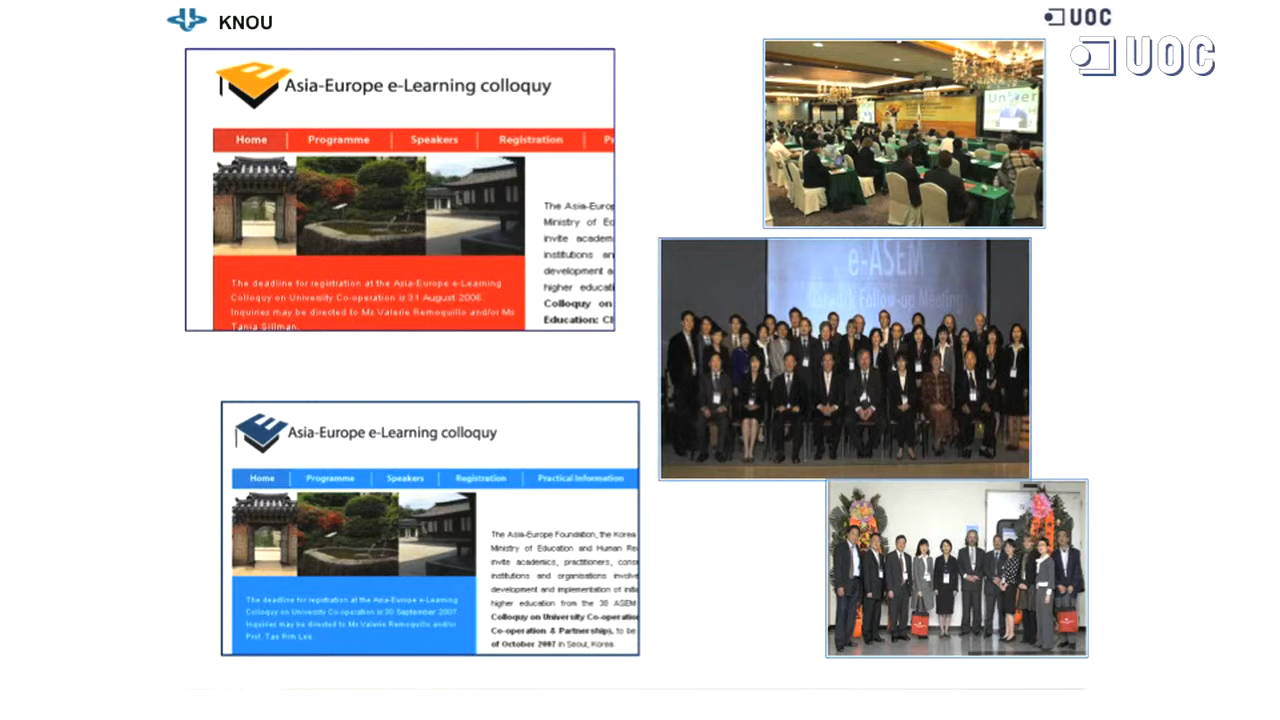 KNOU
UOC
UOC
Asia-Europe e-Learning colloquy
Home Programme Speakers Registration
The deadline for registration at the Asia-Europe e-Learning
Colloquy on University Co-operation is 31 August 2006.
Inquiries may be directed to Ms Valerie Remoquillo and/or Ms
Tania Sillman.
The Asia-Europ
Ministry of Ed
invite academ
institutions an
development a
higher educati
Colloquy on
Education: Cl
e-ASEM
Follow-up Meeting
Asia-Europe e-Learning colloquy
Home Programme Speakers Registration Practical Information
The deadline for registration at the Asia-Europe e-Learning
Colloquy on University Co-operation is 30 September 2007.
Inquiries may be directed to Ms Valerie Remoquillo and/or
Prof. Tae Rim Lee
The Asia-Europe Foundation, the Korea
Ministry of Education and Human Re
invite academics, practitioners, cons
institutions and organisations involve
development and implementation of initia
higher education from the 38 ASEM
Colloquy on University Co-operation
Co-operation & Partnerships, to be
of October 2007 in Seoul, Korea.